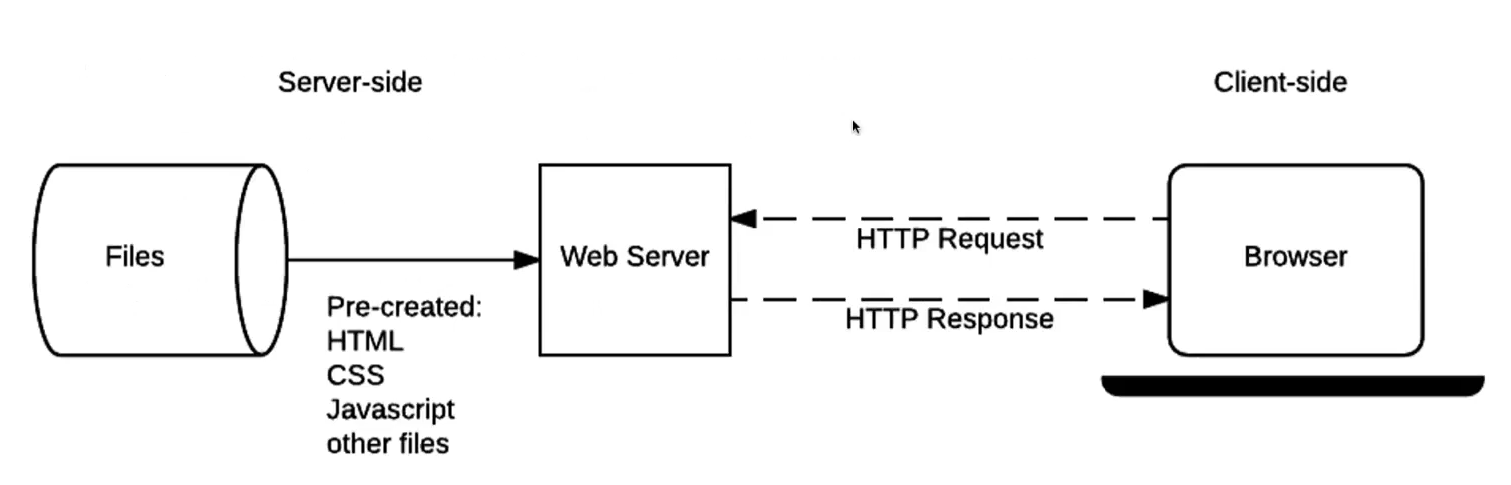 Server-side
Client-side
Files
Web Server
HTTP Request
Browser
HTTP Response
Pre-created:
HTML
CSS
Javascript
other files